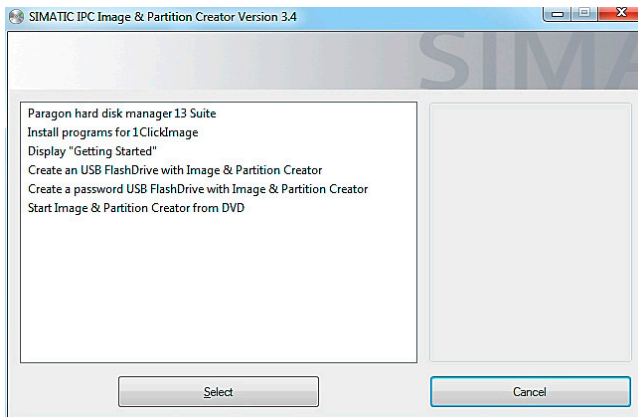 SIMATIC IPC Image & Partition Creator Version 3.4
SIMA
Paragon hard disk manager 13 Suite
Install programs for 1ClickImage
Display "Getting Started"
Create an USB FlashDrive with Image & Partition Creator
Create a password USB FlashDrive with Image & Partition Creator
Start Image & Partition Creator from DVD
Select
Cancel